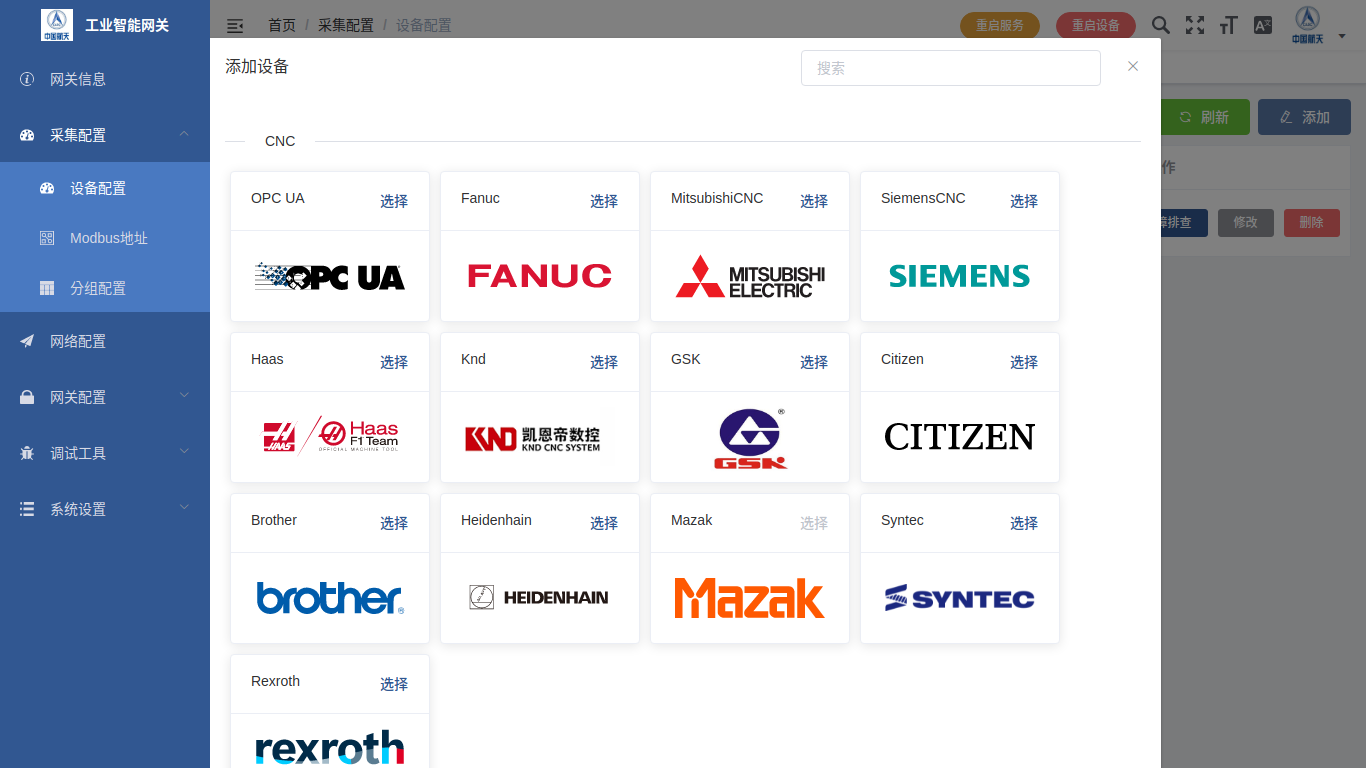 中国航天
工业智能网关
网关信息
采集配置
设备配置
Modbus地址
分组配置
网络配置
网关配置
调试工具
系统设置
首页 / 采集配置 / 设备配置
重启服务
重启设备
中国航天
刷新
添加
作
障排查
修改
删除
添加设备
搜索
CNC
OPC UA 选择
OPC UA
Fanuc 选择
FANUC
MitsubishiCNC 选择
MITSUBISHI
ELECTRIC
SiemensCNC 选择
SIEMENS
Haas 选择
HAAS
Haas
F1 Team
OFFICIAL MACHINE TOOL
Knd 选择
KND 凯恩帝数控
KND CNC SYSTEM
GSK 选择
GSK
®
Citizen 选择
CITIZEN
Brother 选择
brother®
Heidenhain 选择
HEIDENHAIN
Mazak 选择
Mazak
Syntec 选择
SYNTEC
Rexroth 选择
rexroth